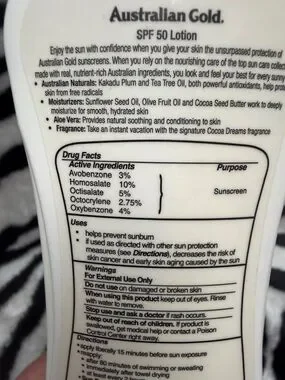 Australian Gold.
SPF 50 Lotion
Enjoy the sun with confidence when you give your skin the unsurpassed protection of
Australian Gold sunscreens. When you rely on the nourishing care of the top sun care
made with real, nutrient-rich Australian ingredients, you look and feel your best for every sunny
• Australian Naturals: Kakadu Plum and Tea Tree Oil, both powerful antioxidants, help
skin from free radicals
• Moisturizers: Sunflower Seed Oil, Olive Fruit Oil and Cocoa Seed Butter work to deeply
moisturize for smooth, hydrated skin
• Aloe Vera: Provides natural soothing and conditioning to skin
• Fragrance: Take an instant vacation with the signature Cocoa Dreams fragrance
Drug Facts
Active Ingredients Purpose
Avobenzone 3%
Homosalate 10%
Octisalate 5% Sunscreen
Octocrylene 2.75%
Oxybenzone 4%
Uses
• helps prevent sunburn
• if used as directed with other sun protection
measures (see Directions), decreases the risk of
skin cancer and early skin aging caused by the sun
Warnings
For External Use Only
Do not use on damaged or broken skin
When using this product keep out of eyes. Rinse
with water to remove.
Stop use and ask a doctor if rash occurs.
Keep out of reach of children. If product is
swallowed, get medical help or contact a Poison
Control Center right away.
Directions
• apply liberally 15 minutes before sun exposure
• reapply:
• after 80 minutes of swimming or sweating
• immediately after towel drying
• at least every 2